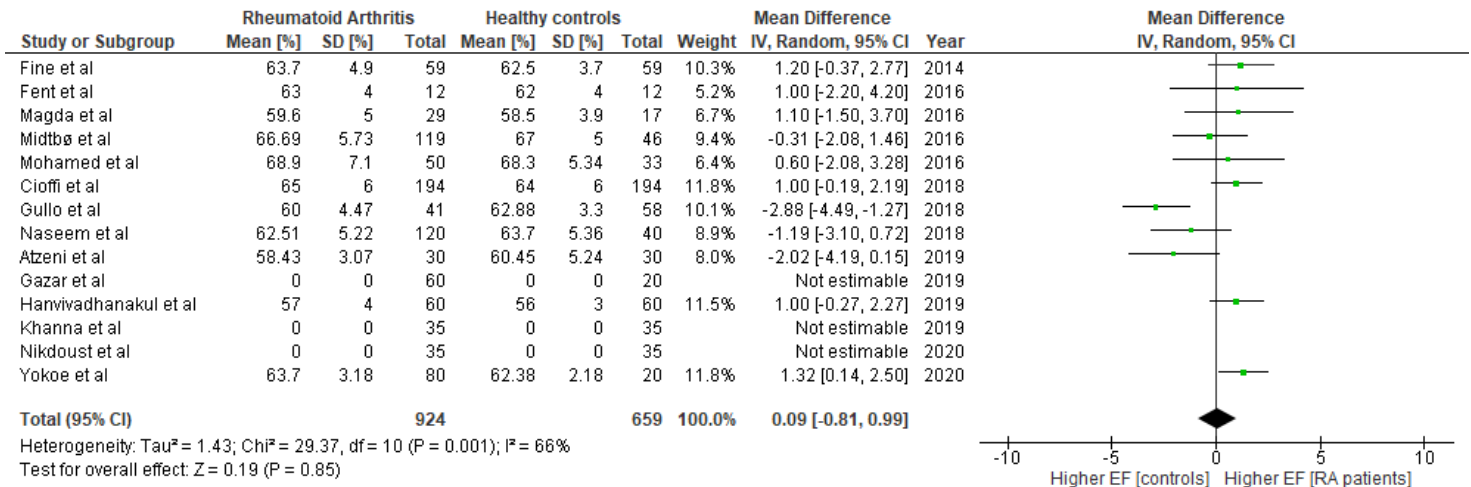 Rheumatoid Arthritis Healthy controls Mean Difference Mean Difference
Study or Subgroup Mean [%] SD [%] Total Mean [%] SD [%] Total Weight IV, Random, 95% CI Year IV, Random, 95% CI
Fine et al 63.7 4.9 59 62.5 3.7 59 10.3% 1.20 [-0.37, 2.77] 2014
Fent et al 63 4 12 62 4 12 5.2% 1.00 [-2.20, 4.20] 2016
Magda et al 59.6 5 29 58.5 3.9 17 6.7% 1.10 [-1.50, 3.70] 2016
Midtbø et al 66.69 5.73 119 67 5 46 9.4% -0.31 [-2.08, 1.46] 2016
Mohamed et al 68.9 7.1 50 68.3 5.34 33 6.4% 0.60 [-2.08, 3.28] 2016
Cioffi et al 65 6 194 64 6 194 11.8% 1.00 [-0.19, 2.19] 2018
Gullo et al 60 4.47 41 62.88 3.3 58 10.1% -2.88 [-4.49, -1.27] 2018
Naseem et al 62.51 5.22 120 63.7 5.36 40 8.9% -1.19 [-3.10, 0.72] 2018
Atzeni et al 58.43 3.07 30 60.45 5.24 30 8.0% -2.02 [-4.19, 0.15] 2019
Gazar et al 0 0 60 0 0 20 Not estimable 2019
Hanvivadhanakul et al 57 4 60 56 3 60 11.5% 1.00 [-0.27, 2.27] 2019
Khanna et al 0 0 35 0 0 35 Not estimable 2019
Nikdoust et al 0 0 35 0 0 35 Not estimable 2020
Yokoe et al 63.7 3.18 80 62.38 2.18 20 11.8% 1.32 [0.14, 2.50] 2020
Total (95% CI) 924 659 100.0% 0.09 [-0.81, 0.99]
Heterogeneity: Tau² = 1.43; Chi² = 29.37, df = 10 (P = 0.001); I² = 66%
Test for overall effect: Z = 0.19 (P = 0.85)
-10 -5 0 5 10
Higher EF [controls] Higher EF [RA patients]